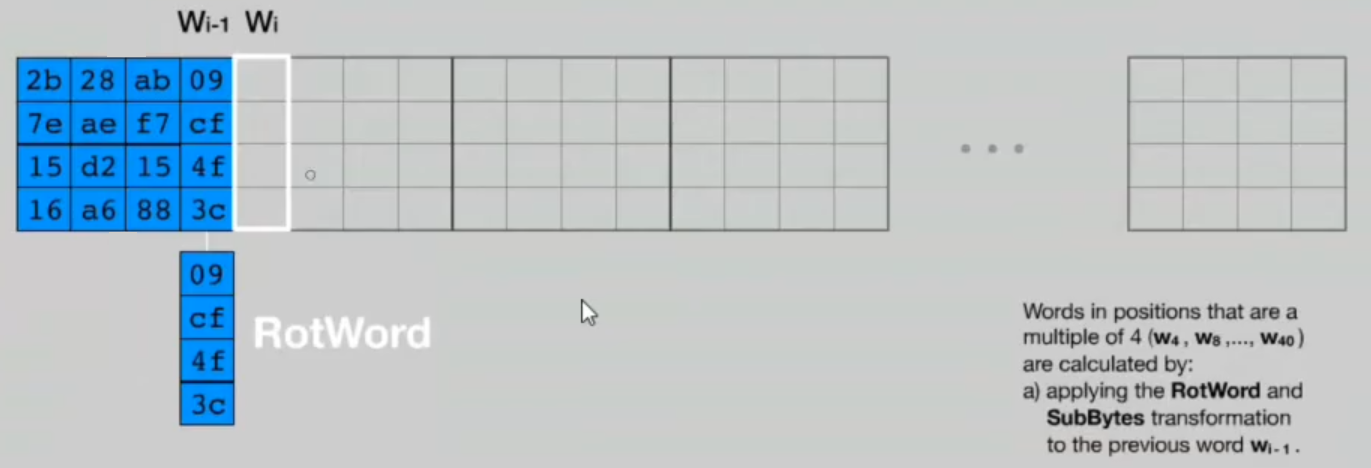 Wi-1 Wi
2b 28 ab 09
7e ae f7 cf
15 d2 15 4f
16 a6 88 3c
09
cf
4f
3c
RotWord
Words in positions that are a
multiple of 4 (w4 , w8 ,..., w40 )
are calculated by:
a) applying the RotWord and
SubBytes transformation
to the previous word wi-1 .